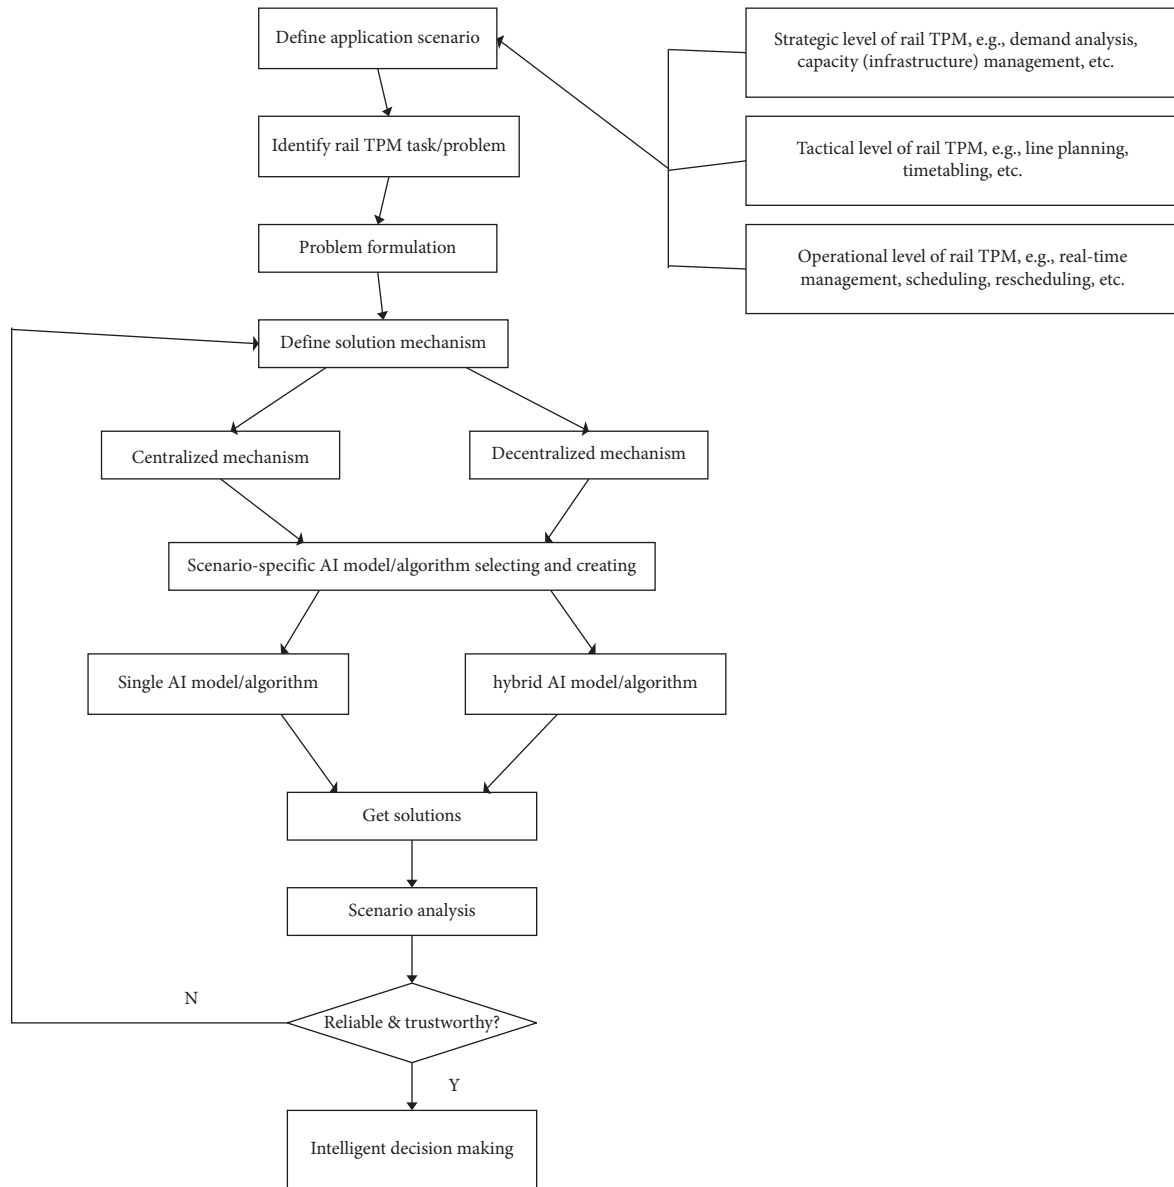 Define application scenario
Strategic level of rail TPM, e.g., demand analysis,
capacity (infrastructure) management, etc.
Identify rail TPM task/problem
Tactical level of rail TPM, e.g., line planning,
timetabling, etc.
Problem formulation
Operational level of rail TPM, e.g., real-time
management, scheduling, rescheduling, etc.
Define solution mechanism
Centralized mechanism
Decentralized mechanism
Scenario-specific AI model/algorithm selecting and creating
Single AI model/algorithm
hybrid AI model/algorithm
Get solutions
Scenario analysis
Reliable & trustworthy?
N
Y
Intelligent decision making